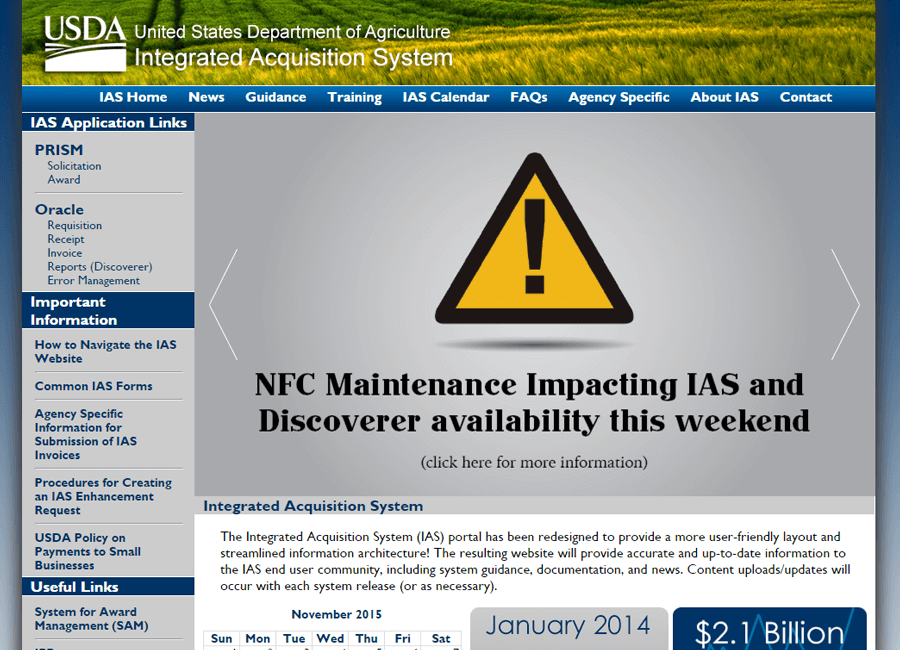 USDA
United States Department of Agriculture
Integrated Acquisition System
IAS Home News Guidance Training IAS Calendar FAQs Agency Specific About IAS Contact
IAS Application Links
PRISM
Solicitation
Award
Oracle
Requisition
Receipt
Invoice
Reports (Discoverer)
Error Management
Important
Information
How to Navigate the IAS
Website
Common IAS Forms
Agency Specific
Information for
Submission of IAS
Invoices
Procedures for Creating
an IAS Enhancement
Request
USDA Policy on
Payments to Small
Businesses
Useful Links
System for Award
Management (SAM)
!
NFC Maintenance Impacting IAS and
Discoverer availability this weekend
(click here for more information)
Integrated Acquisition System
The Integrated Acquisition System (IAS) portal has been redesigned to provide a more user-friendly layout and
streamlined information architecture! The resulting website will provide accurate and up-to-date information to
the IAS end user community, including system guidance, documentation, and news. Content uploads/updates will
occur with each system release (or as necessary).
November 2015
Sun Mon Tue Wed Thu Fri Sat
January 2014
$2.1 Billion